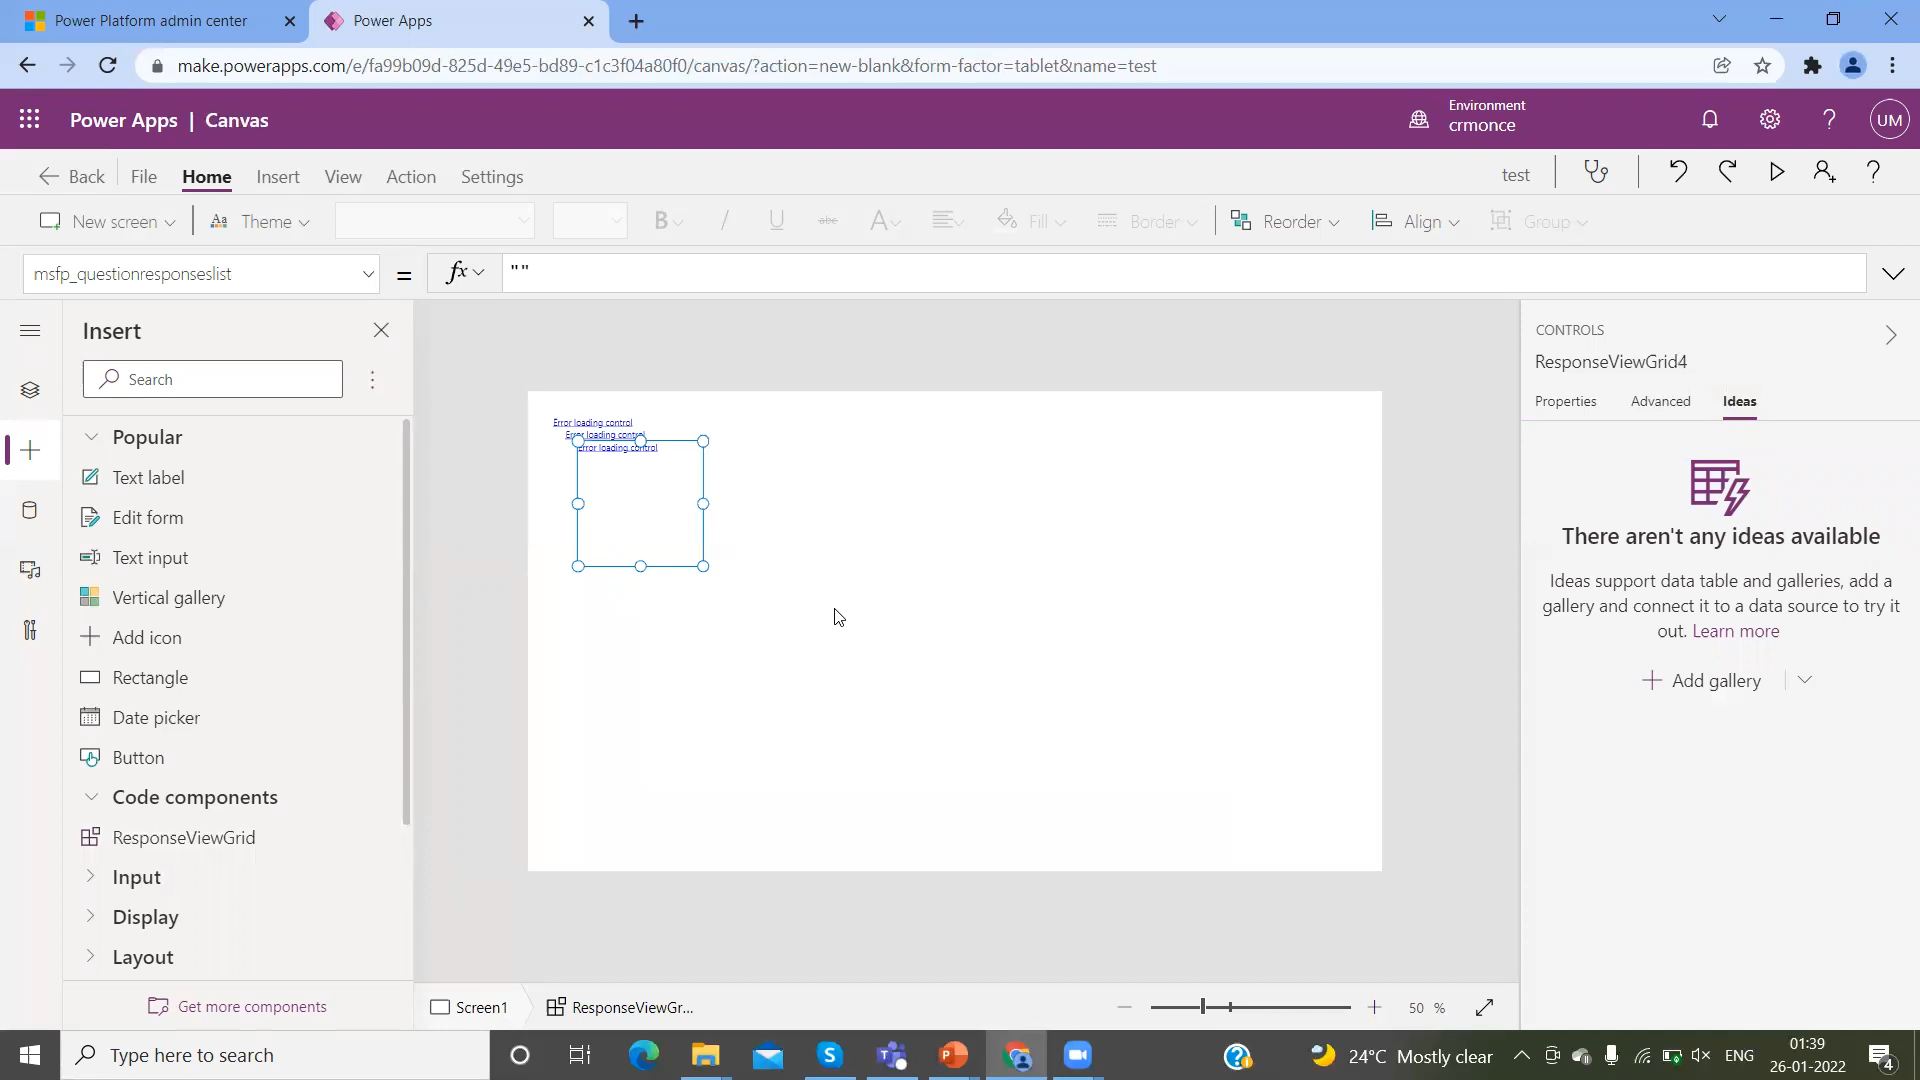 Power Platform admin center
Power Apps
make.powerapps.com/e/fa99b09d-825d-49e5-bd89-c1c3f04a80f0/canvas/?action=new-blank&form-factor=tablet&name=test
Power Apps | Canvas
Environment
crmonce
UM
Back
File
Home
Insert
View
Action
Settings
test
New screen
Theme
B
I
U
abc
A
Fill
Border
Reorder
Align
Group
msfp_questionresponseslist
=
fx
""
Insert
Search
Popular
Text label
Edit form
Text input
Vertical gallery
Add icon
Rectangle
Date picker
Button
Code components
ResponseViewGrid
Input
Display
Layout
Get more components
Error loading control
Error loading control
Error loading control
CONTROLS
ResponseViewGrid4
Properties
Advanced
Ideas
There aren't any ideas available
Ideas support data table and galleries, add a
gallery and connect it to a data source to try it
out. Learn more
Add gallery
Screen1
ResponseViewGr...
50 %
Type here to search
24°C Mostly clear
ENG
01:39
26-01-2022
4